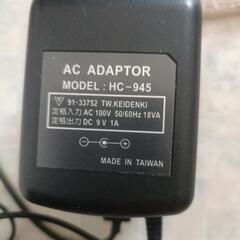 AC ADAPTOR
MODEL : HC-945
91-33752 TW.KEIDENKI
定格入力 AC 100V 50/60Hz 18VA
定格出力 DC 9V 1A
MADE IN TAIWAN